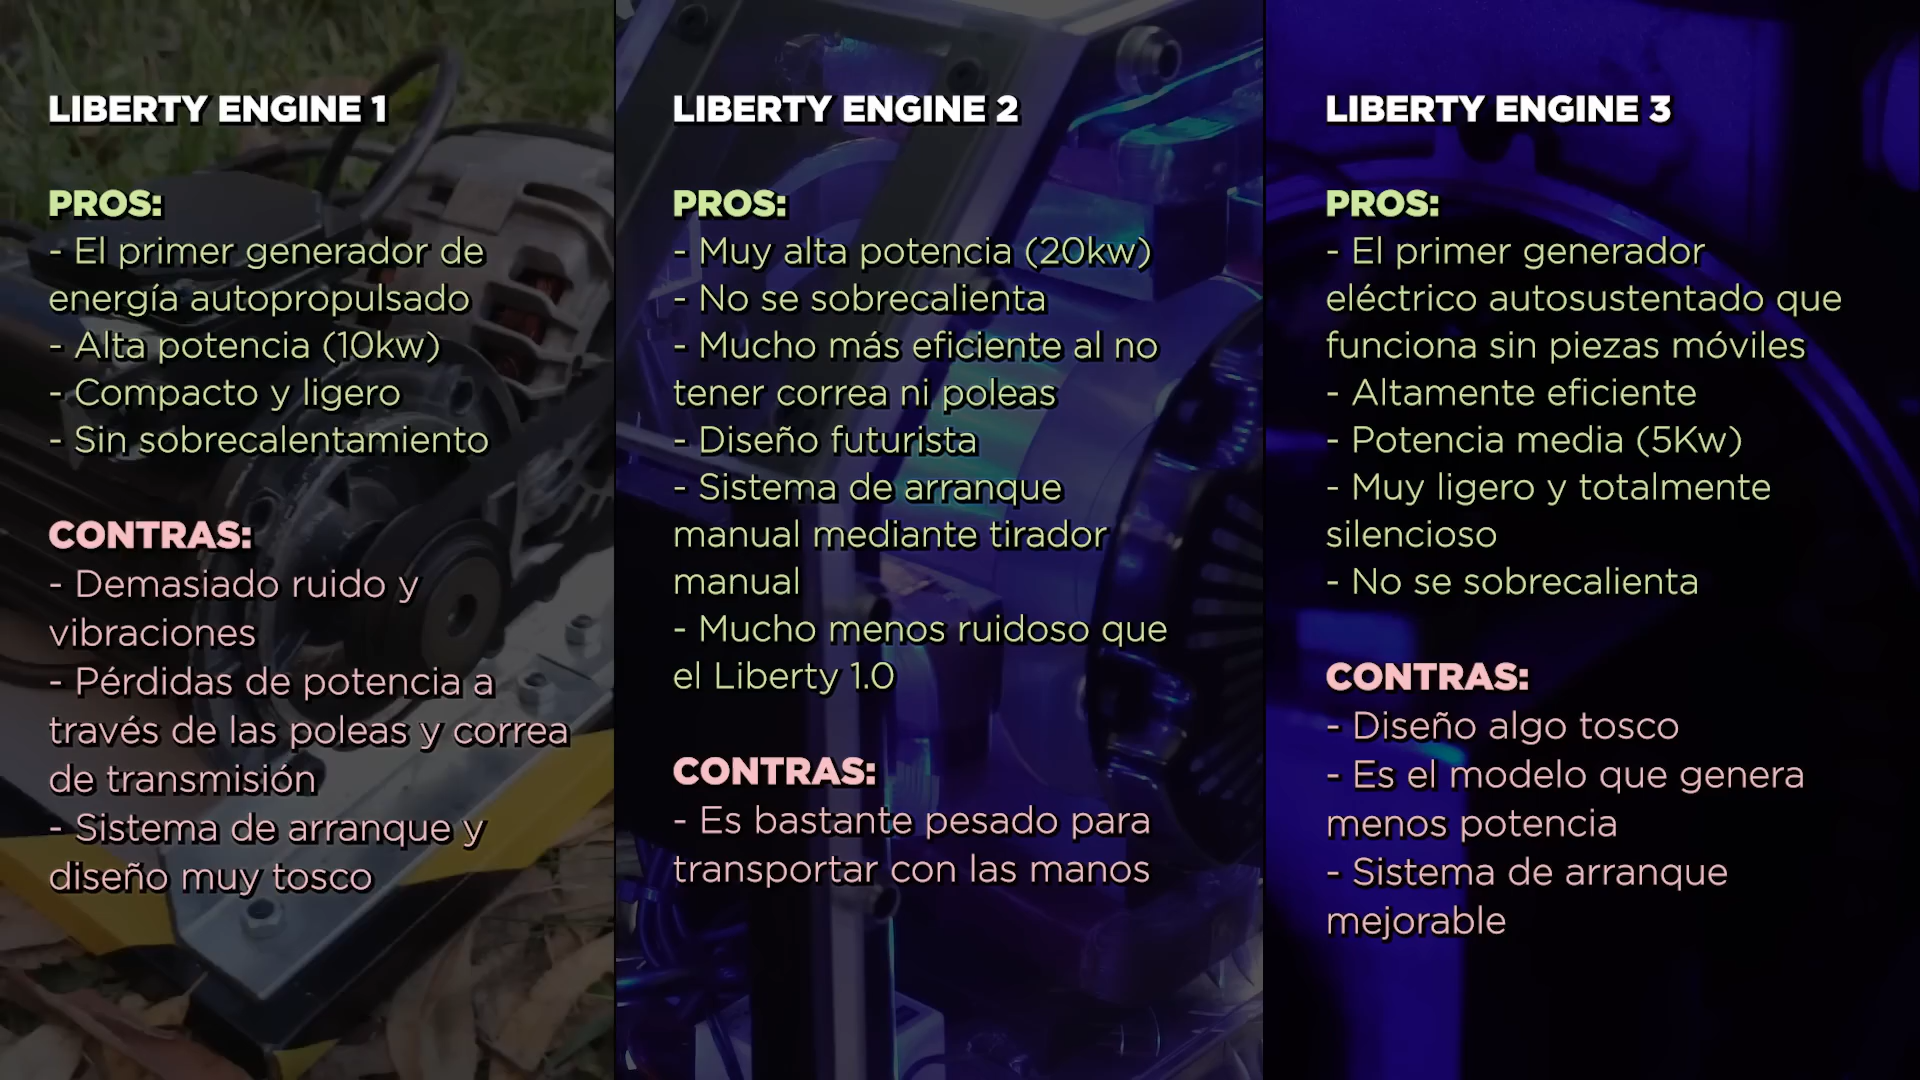 LIBERTY ENGINE 1
PROS:
- El primer generador de
energía autopropulsado
- Alta potencia (10kw)
- Compacto y ligero
- Sin sobrecalentamiento
CONTRAS:
- Demasiado ruido y
vibraciones
- Pérdidas de potencia a
través de las poleas y correa
de transmisión
- Sistema de arranque y
diseño muy tosco
LIBERTY ENGINE 2
PROS:
- Muy alta potencia (20kw)
- No se sobrecalienta
- Mucho más eficiente al no
tener correa ni poleas
- Diseño futurista
- Sistema de arranque
manual mediante tirador
manual
- Mucho menos ruidoso que
el Liberty 1.0
CONTRAS:
- Es bastante pesado para
transportar con las manos
LIBERTY ENGINE 3
PROS:
- El primer generador
eléctrico autosustentado que
funciona sin piezas móviles
- Altamente eficiente
- Potencia media (5Kw)
- Muy ligero y totalmente
silencioso
- No se sobrecalienta
CONTRAS:
- Diseño algo tosco
- Es el modelo que genera
menos potencia
- Sistema de arranque
mejorable